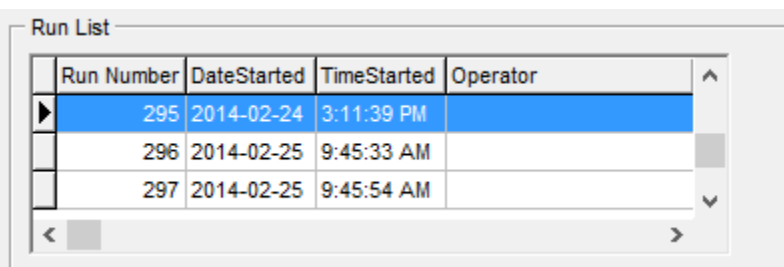 Run List
Run Number DateStarted TimeStarted Operator
295 2014-02-24 3:11:39 PM
296 2014-02-25 9:45:33 AM
297 2014-02-25 9:45:54 AM